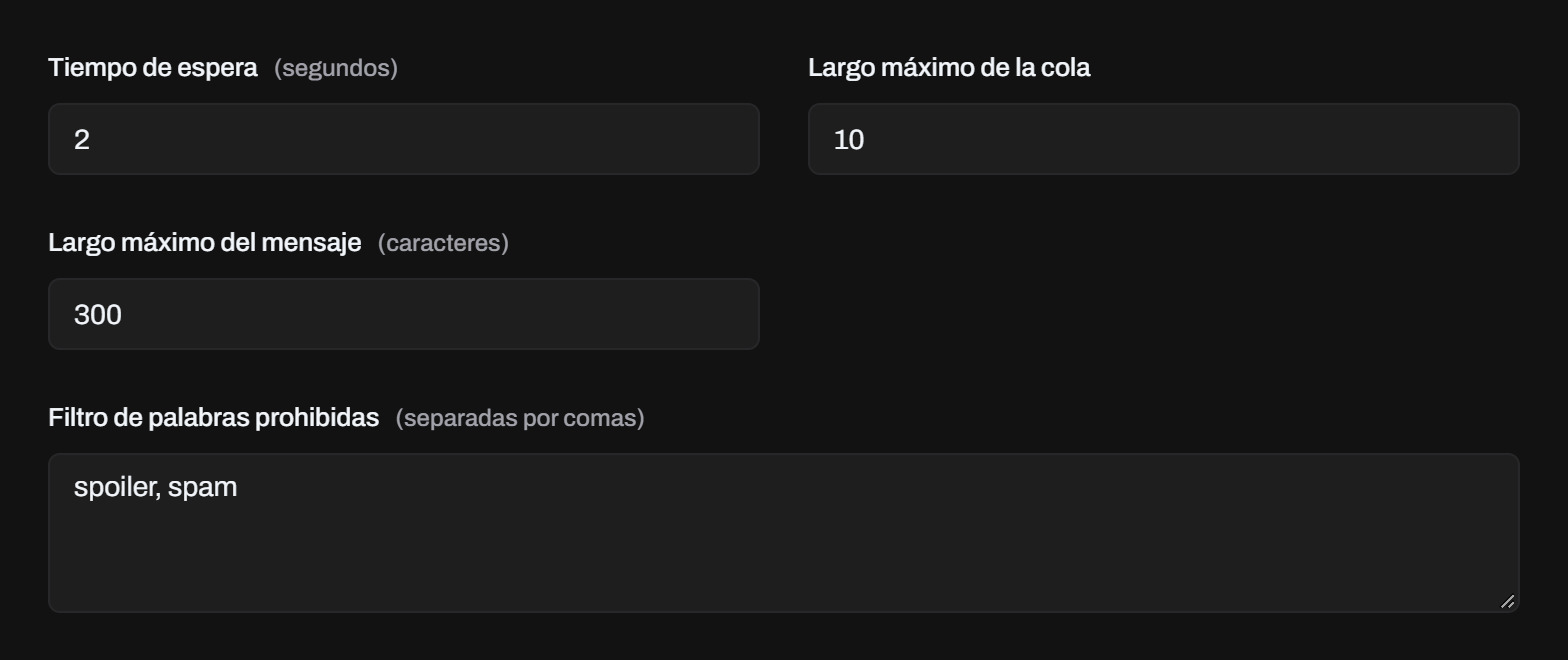 Tiempo de espera (segundos)
2
Largo máximo de la cola
10
Largo máximo del mensaje (caracteres)
300
Filtro de palabras prohibidas (separadas por comas)
spoiler, spam